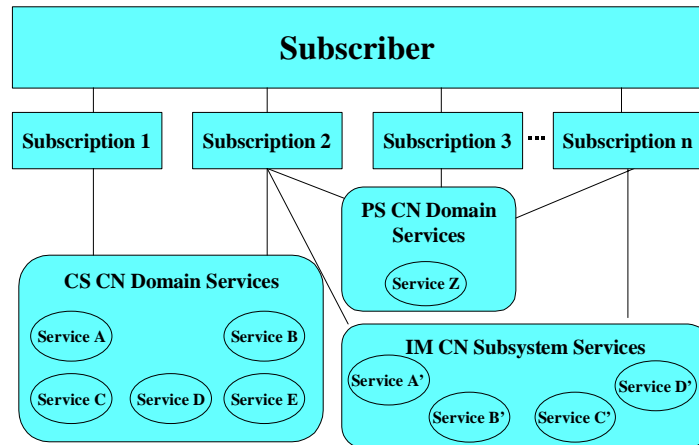 Subscriber
Subscription 1
Subscription 2
Subscription 3
...
Subscription n
PS CN Domain
Services
Service Z
CS CN Domain Services
Service A
Service B
Service C
Service D
Service E
IM CN Subsystem Services
Service A’
Service B’
Service C’
Service D’